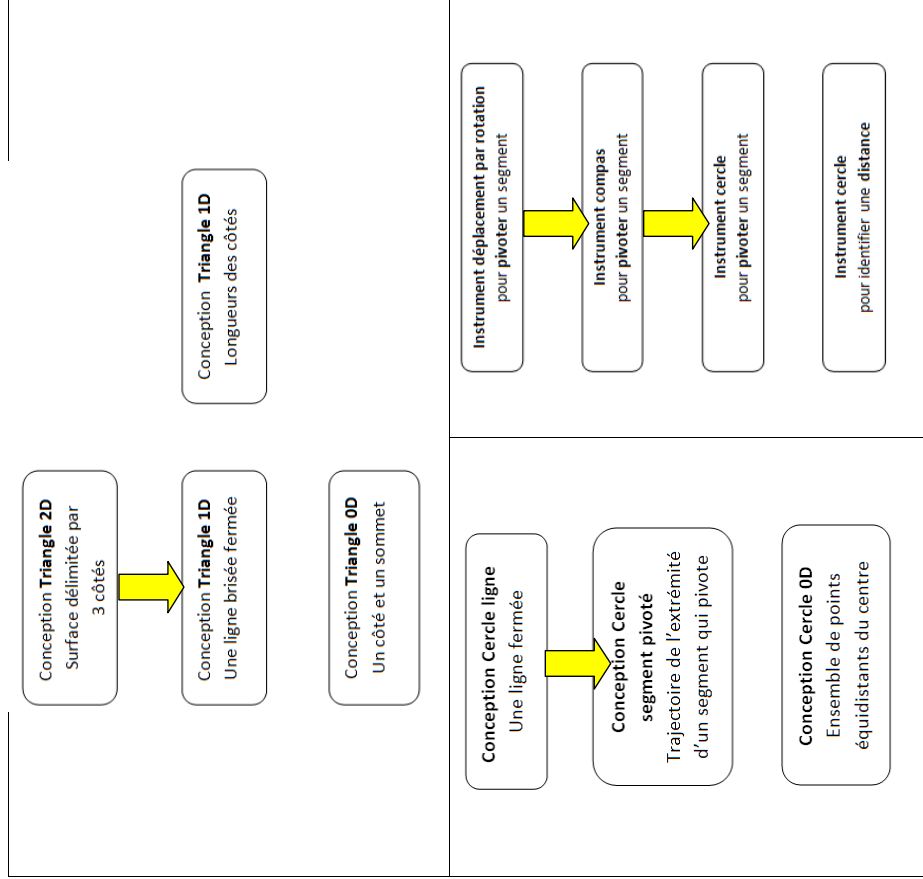 Conception Triangle 2D
Surface délimitée par
3 côtés
Conception Triangle 1D
Une ligne brisée fermée
Conception Triangle 0D
Un côté et un sommet
Conception Triangle 1D
Longueurs des côtés
Conception Cercle ligne
Une ligne fermée
Conception Cercle
segment pivoté
Trajectoire de l'extrémité
d'un segment qui pivote
Conception Cercle 0D
Ensemble de points
équidistants du centre
Instrument déplacement par rotation
pour pivoter un segment
Instrument compas
pour pivoter un segment
Instrument cercle
pour pivoter un segment
Instrument cercle
pour identifier une distance